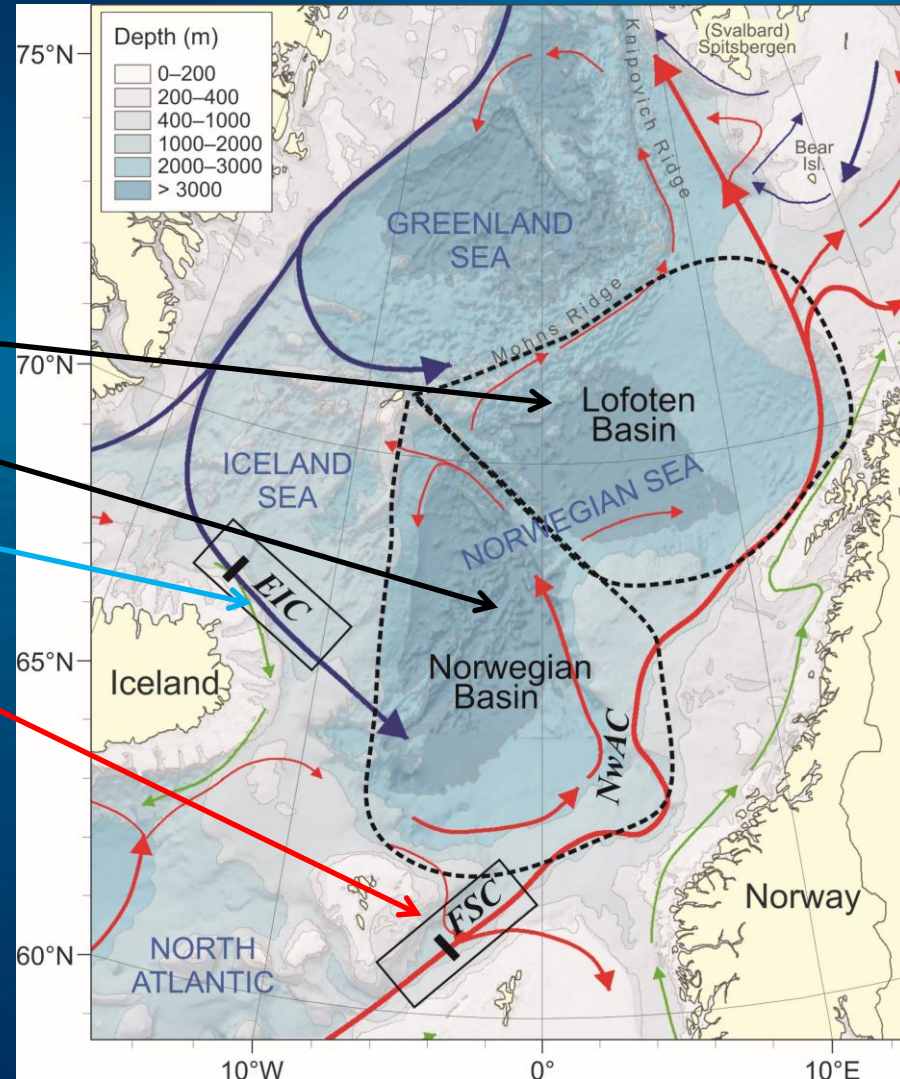 Depth (m)
0–200
200–400
400–1000
1000–2000
2000–3000
> 3000
75°N
70°N
65°N
60°N
10°W
0°
10°E
(Svalbard)
Spitsbergen
Knipovich Ridge
Bear
Isl.
GREENLAND
SEA
Mohns Ridge
Lofoten
Basin
ICELAND
SEA
NORWEGIAN SEA
EIC
Iceland
Norwegian
Basin
NwAC
FSC
Norway
NORTH
ATLANTIC